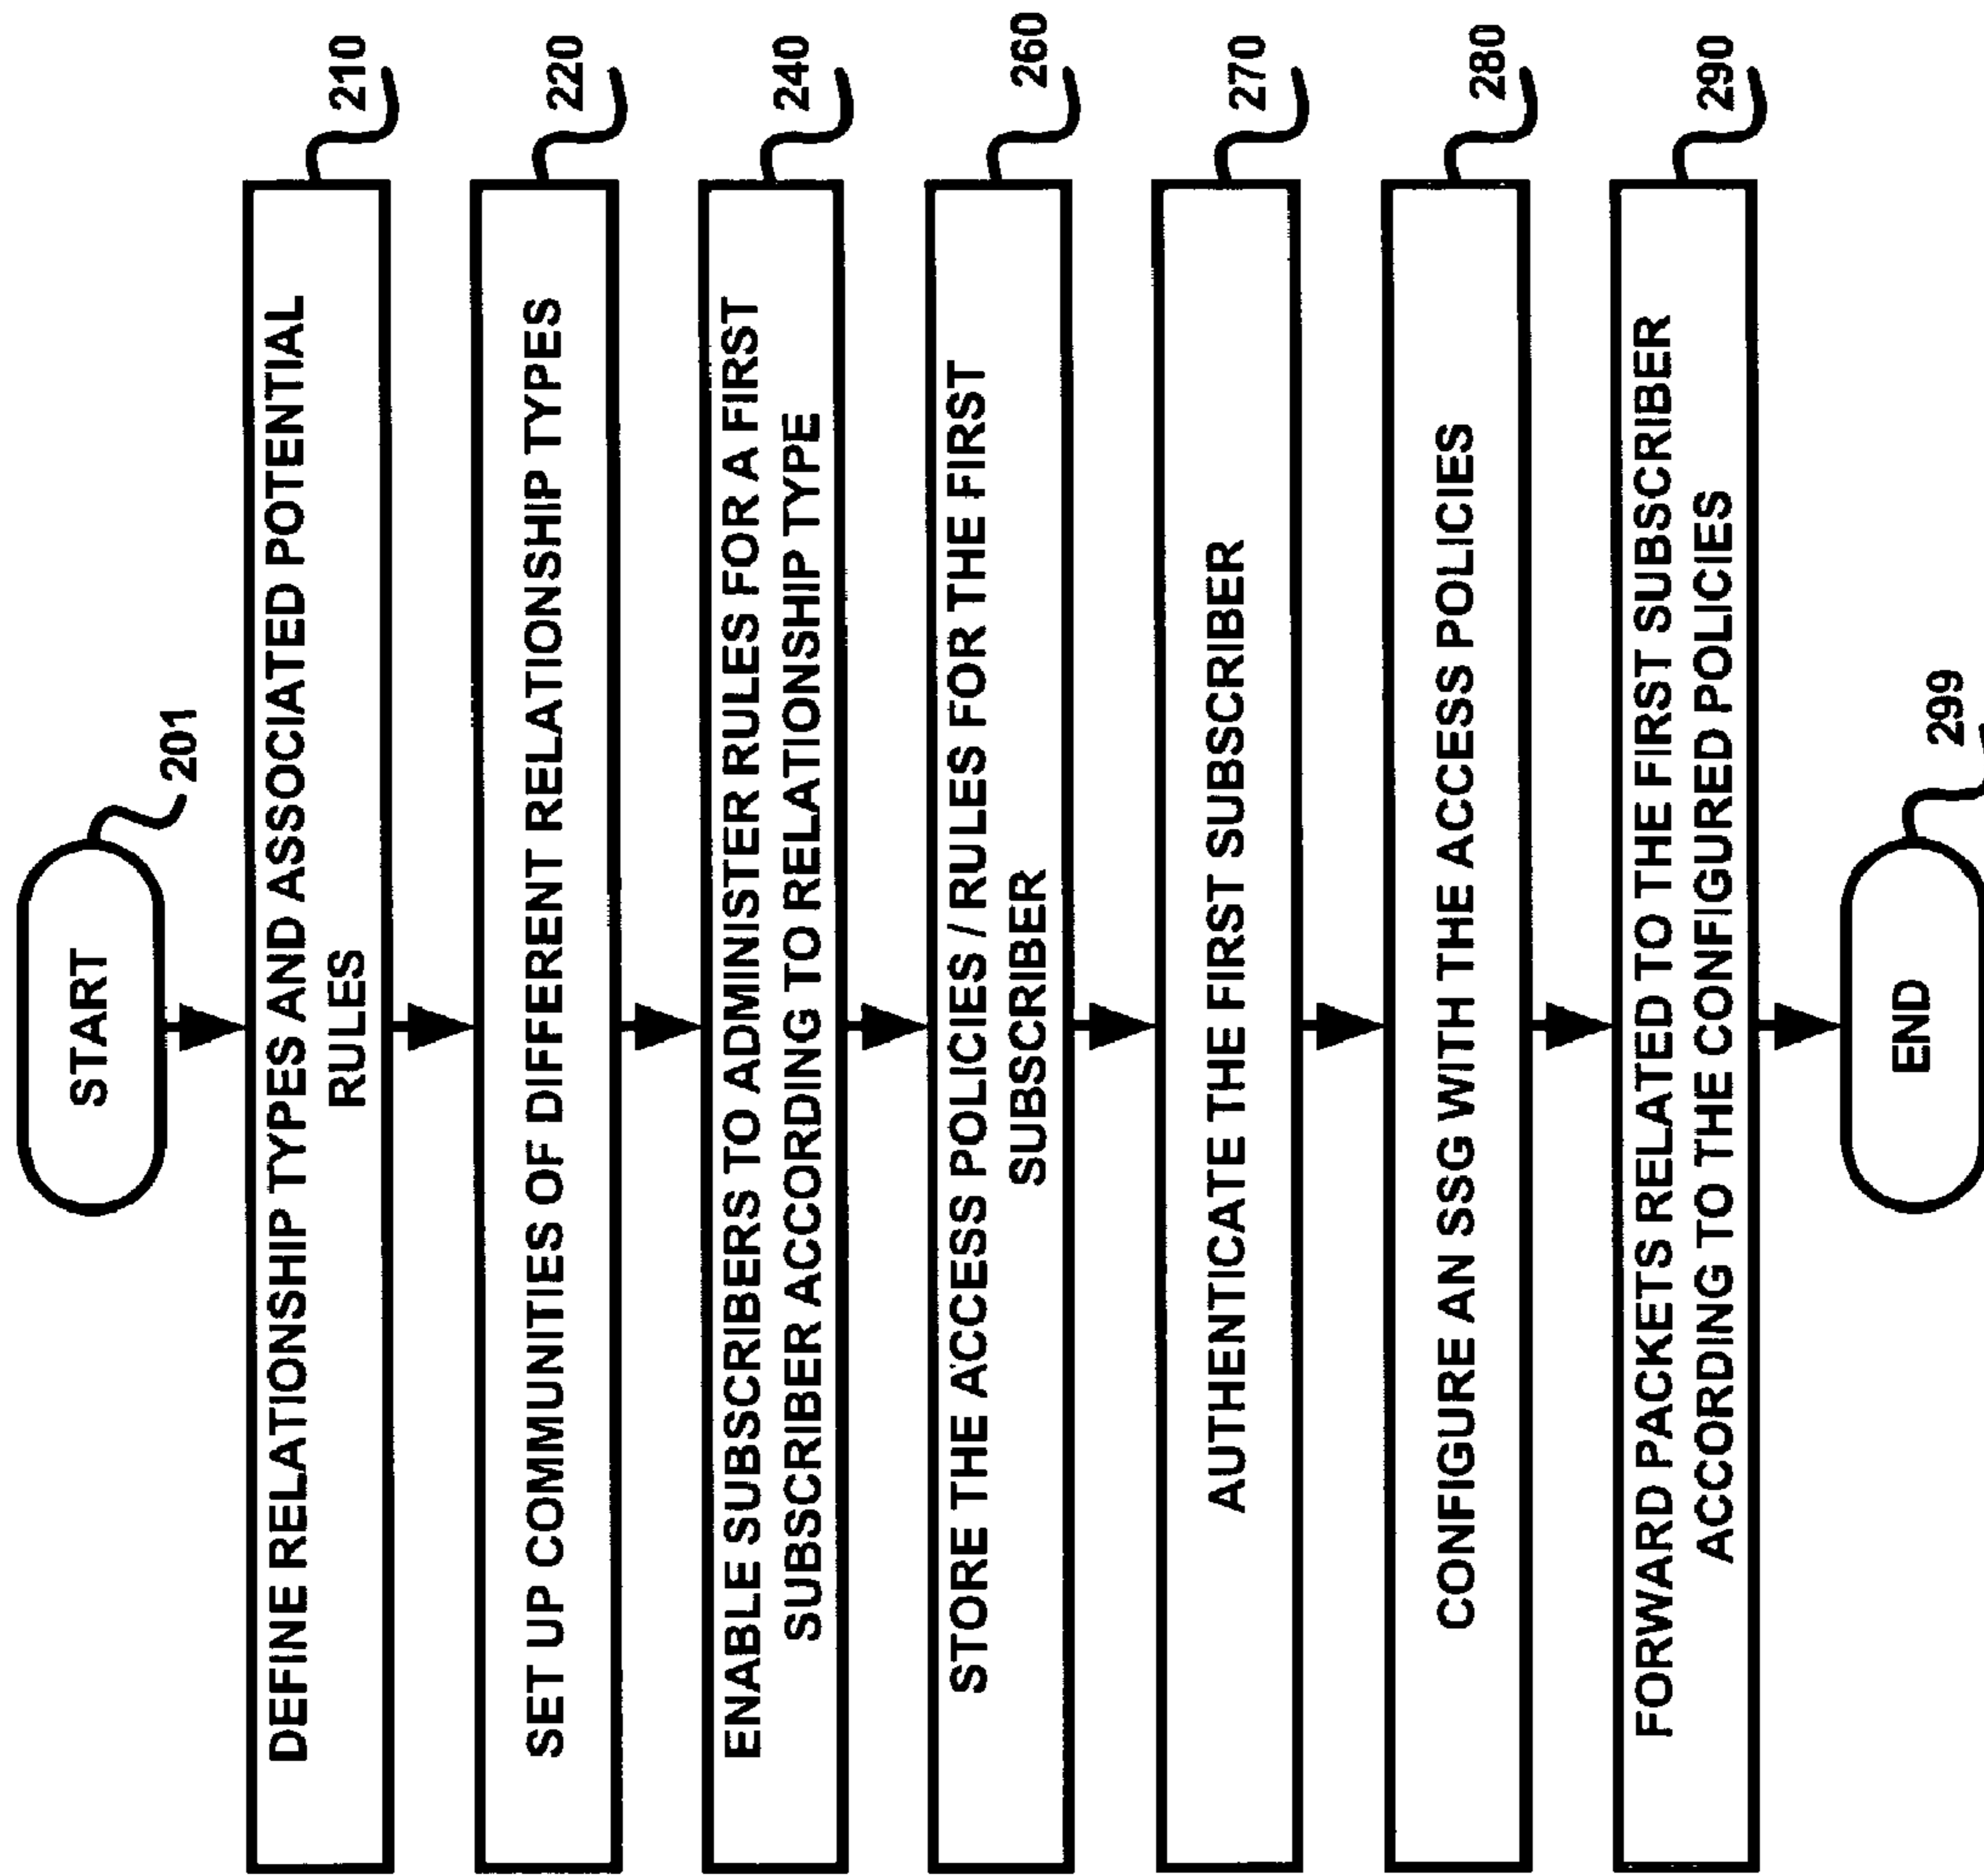 START
201
DEFINE RELATIONSHIP TYPES AND ASSOCIATED POTENTIAL
RULES
210
SET UP COMMUNITIES OF DIFFERENT RELATIONSHIP TYPES
220
ENABLE SUBSCRIBERS TO ADMINISTER RULES FOR A FIRST
SUBSCRIBER ACCORDING TO RELATIONSHIP TYPE
240
STORE THE ACCESS POLICIES / RULES FOR THE FIRST
SUBSCRIBER
260
AUTHENTICATE THE FIRST SUBSCRIBER
270
CONFIGURE AN SSG WITH THE ACCESS POLICIES
280
FORWARD PACKETS RELATED TO THE FIRST SUBSCRIBER
ACCORDING TO THE CONFIGURED POLICIES
290
END
299